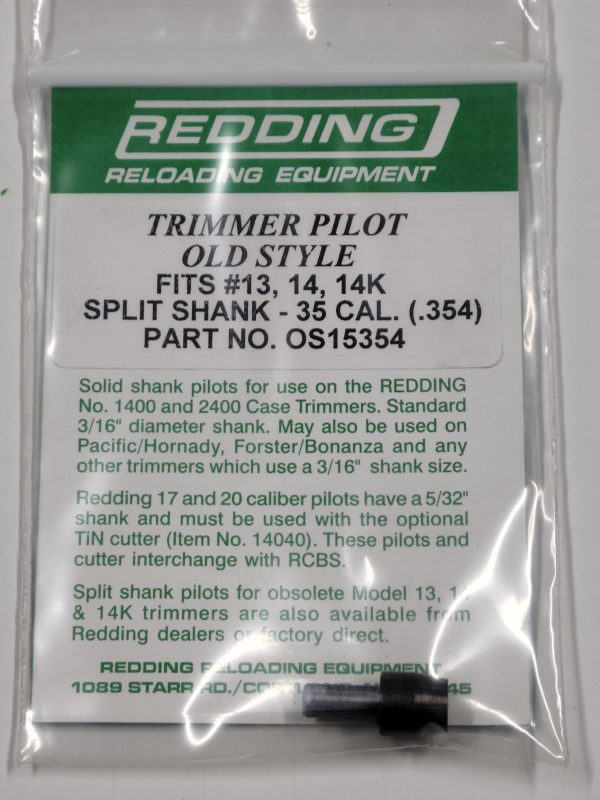 REDDING
RELOADING EQUIPMENT
TRIMMER PILOT
OLD STYLE
FITS #13, 14, 14K
SPLIT SHANK - 35 CAL. (.354)
PART NO. OS15354
Solid shank pilots for use on the REDDING
No. 1400 and 2400 Case Trimmers. Standard
3/16" diameter shank. May also be used on
Pacific/Hornady, Forster/Bonanza and any
other trimmers which use a 3/16" shank size.
Redding 17 and 20 caliber pilots have a 5/32"
shank and must be used with the optional
TiN cutter (Item No. 14040). These pilots and
cutter interchange with RCBS.
Split shank pilots for obsolete Model 13, 14
& 14K trimmers are also available from
Redding dealers or factory direct.
REDDING RELOADING EQUIPMENT
1089 STARR RD./